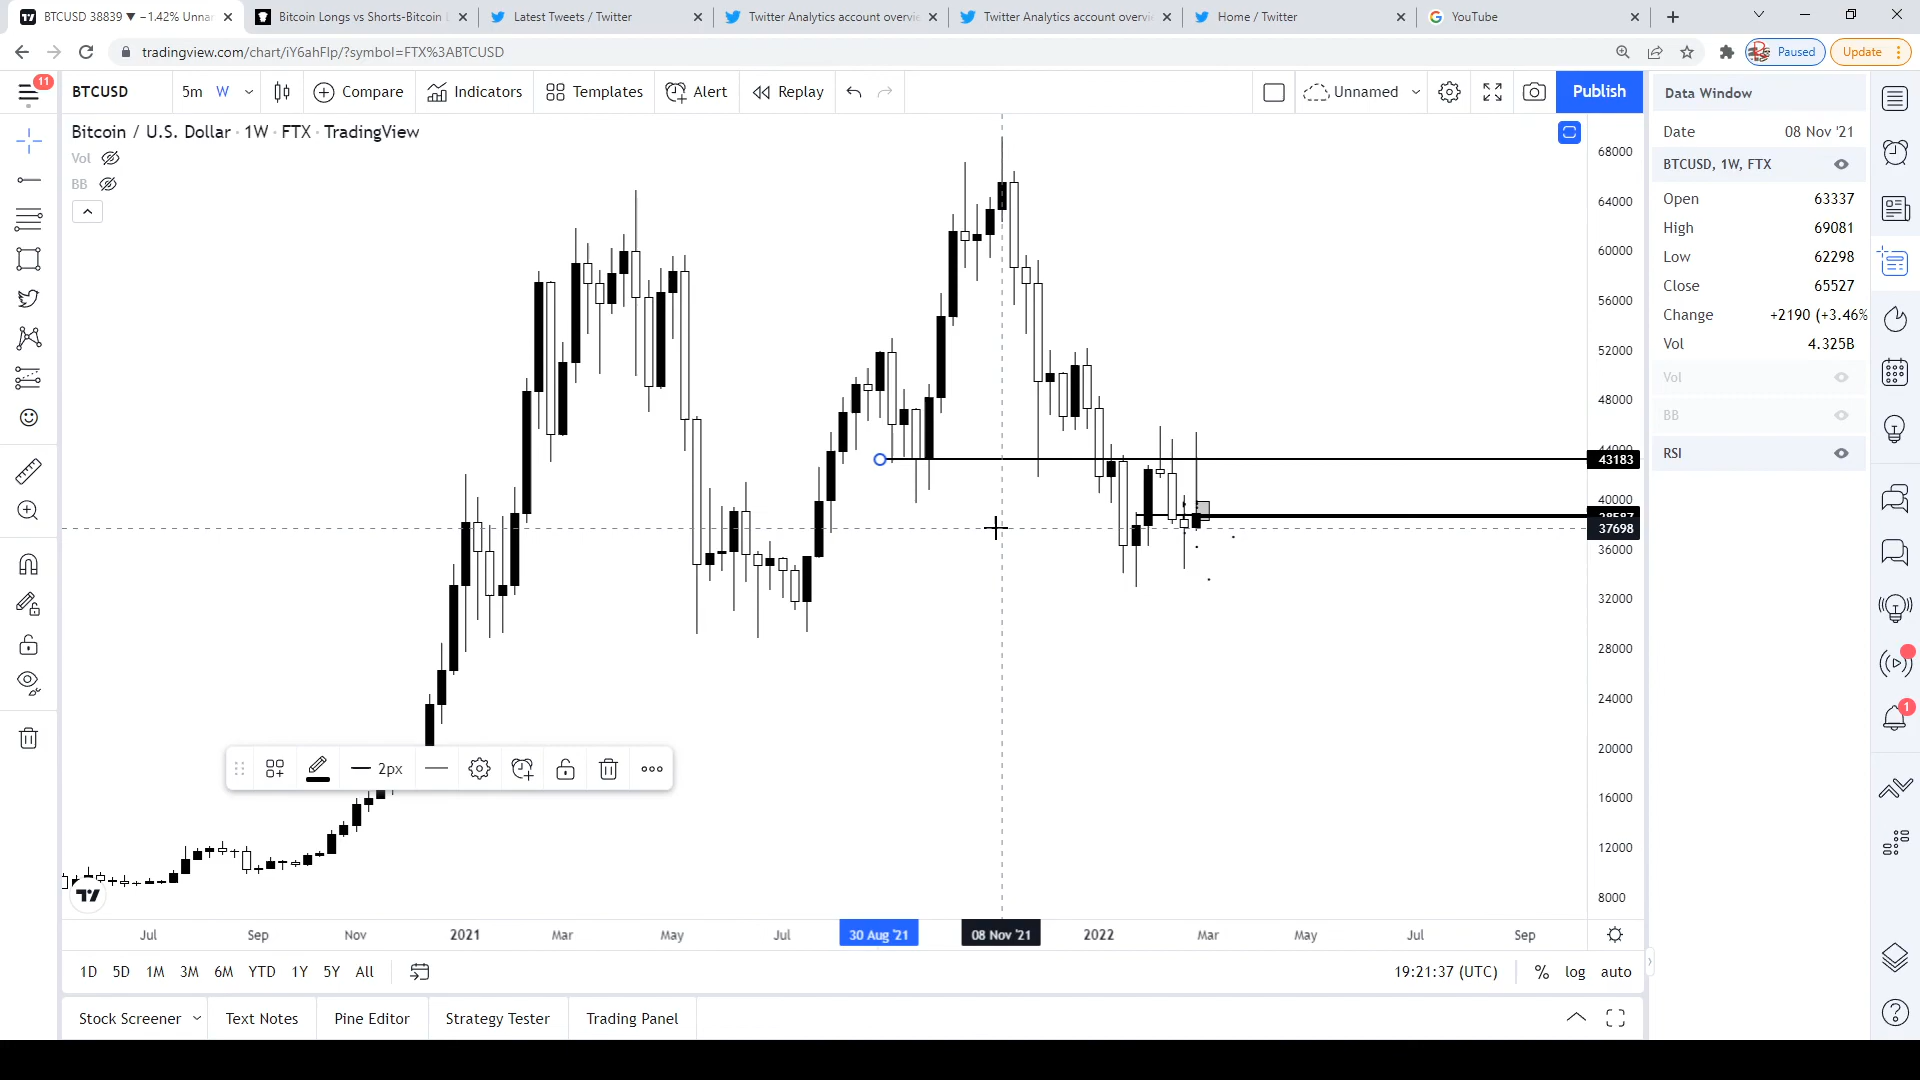 BTCUSD 38839 ▼ −1.42% Unna
Bitcoin Longs vs Shorts-Bitcoin
Latest Tweets / Twitter
Twitter Analytics account overvi
Twitter Analytics account overvi
Home / Twitter
YouTube
tradingview.com/chart/iY6ahFlp/?symbol=FTX%3ABTCUSD
Paused
Update
11
BTCUSD
5m
W
Compare
Indicators
Templates
Alert
Replay
Unnamed
Publish
Bitcoin / U.S. Dollar · 1W · FTX · TradingView
Vol
BB
68000
64000
60000
56000
52000
48000
44000
43183
40000
38587
37698
36000
32000
28000
24000
20000
16000
12000
8000
2px
Jul
Sep
Nov
2021
Mar
May
Jul
30 Aug '21
08 Nov '21
2022
Mar
May
Jul
Sep
1D
5D
1M
3M
6M
YTD
1Y
5Y
All
19:21:37 (UTC)
%
log
auto
Stock Screener
Text Notes
Pine Editor
Strategy Tester
Trading Panel
Data Window
Date 08 Nov '21
BTCUSD, 1W, FTX
Open 63337
High 69081
Low 62298
Close 65527
Change +2190 (+3.46%
Vol 4.325B
Vol
BB
RSI
1